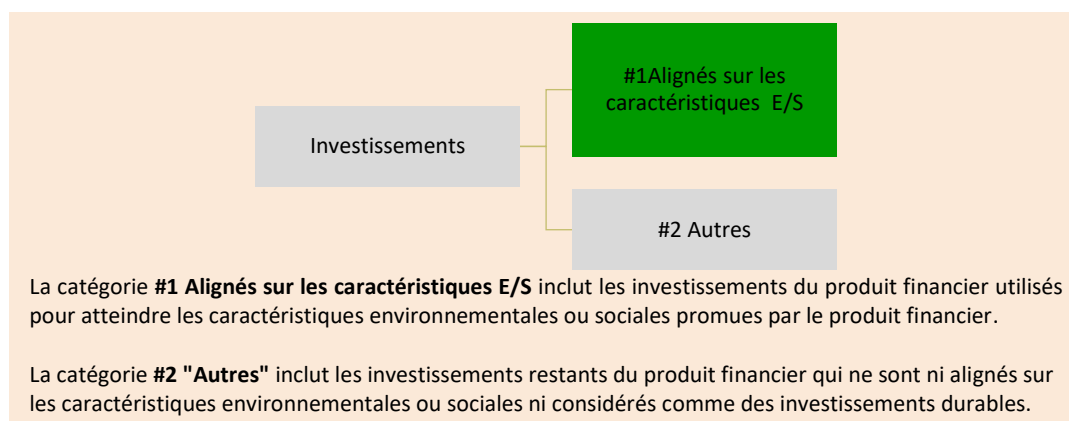 #1Alignés sur les
caractéristiques E/S
Investissements
#2 Autres
La catégorie #1 Alignés sur les caractéristiques E/S inclut les investissements du produit financier utilisés
pour atteindre les caractéristiques environnementales ou sociales promues par le produit financier.
La catégorie #2 "Autres" inclut les investissements restants du produit financier qui ne sont ni alignés sur
les caractéristiques environnementales ou sociales ni considérés comme des investissements durables.